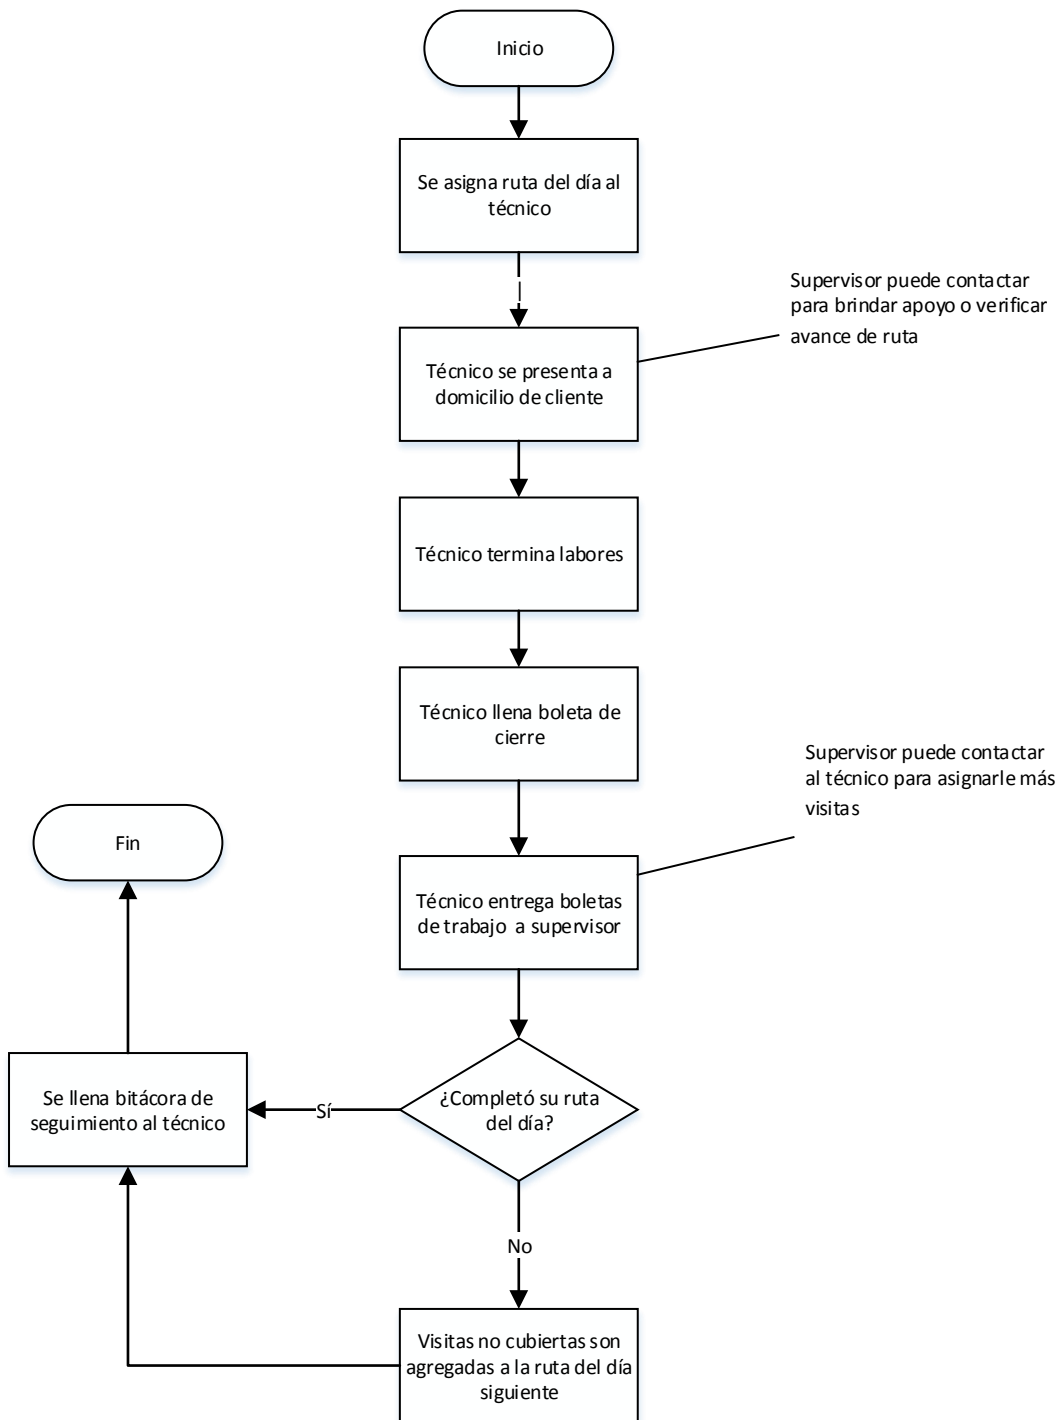 Inicio
Se asigna ruta del día al
técnico
Supervisor puede contactar
para brindar apoyo o verificar
avance de ruta
Técnico se presenta a
domicilio de cliente
Técnico termina labores
Técnico llena boleta de
cierre
Supervisor puede contactar
al técnico para asignarle más
visitas
Fin
Técnico entrega boletas
de trabajo a supervisor
¿Completó su ruta
del día?
Sí
Se llena bitácora de
seguimiento al técnico
No
Visitas no cubiertas son
agregadas a la ruta del día
siguiente